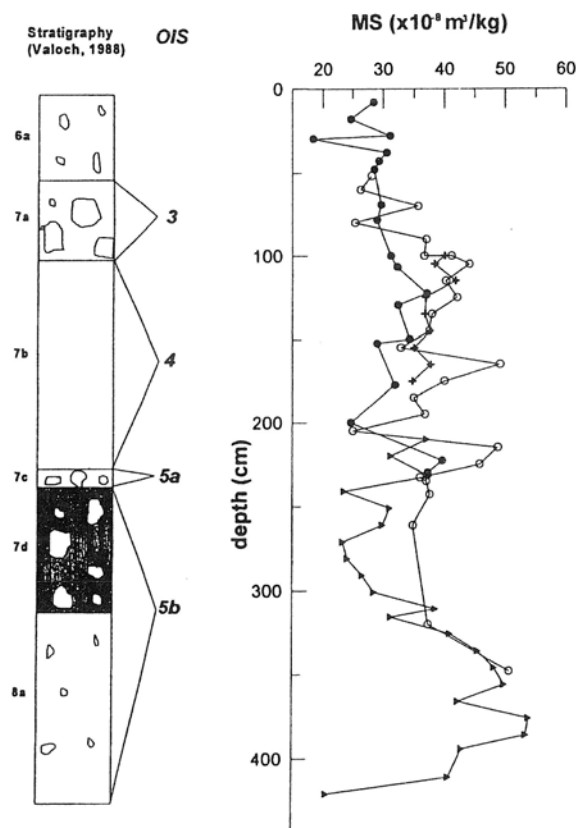 Stratigraphy
(Valoch, 1988)
OIS
6a
7a
7b
7c
7d
8a
3
4
5a
5b
MS (x10⁻⁸ m³/kg)
20 30 40 50 60
0
100
200
300
400
depth (cm)